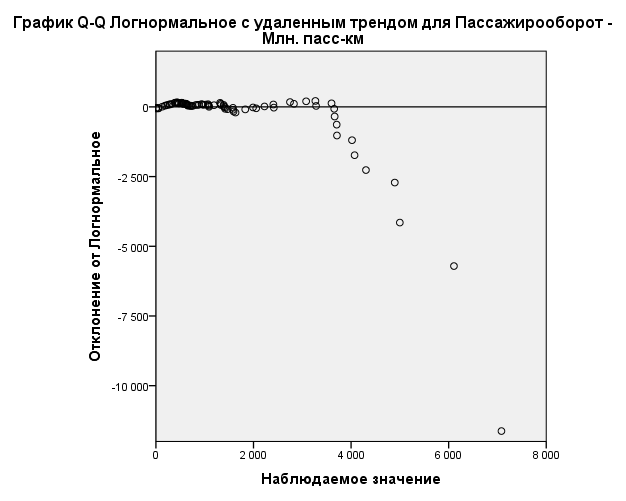 График Q-Q Логнормальное с удаленным трендом для Пассажирооборот -
Млн. пасс-км
Отклонение от Логнормальное
0
-2 500
-5 000
-7 500
-10 000
0
2 000
4 000
6 000
8 000
Наблюдаемое значение